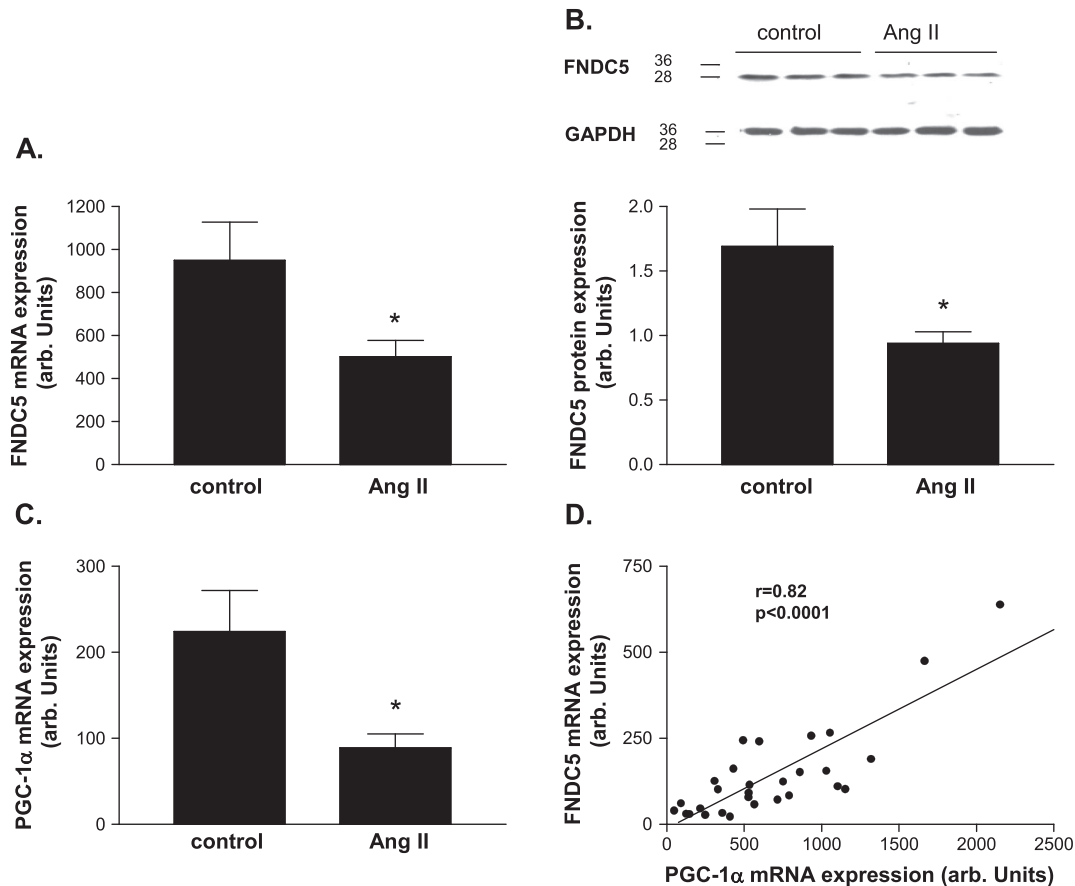 B.
control Ang II
FNDC5 36
28
GAPDH 36
28
A.
FNDC5 mRNA expression
(arb. Units)
1200
1000
800
600
400
200
0
*
control Ang II
FNDC5 protein expression
(arb. Units)
2.0
1.5
1.0
0.5
0.0
*
control Ang II
C.
PGC-1α mRNA expression
(arb. Units)
300
200
100
0
*
control Ang II
D.
FNDC5 mRNA expression
(arb. Units)
750
500
250
0
r=0.82
p<0.0001
0 500 1000 1500 2000 2500
PGC-1α mRNA expression (arb. Units)